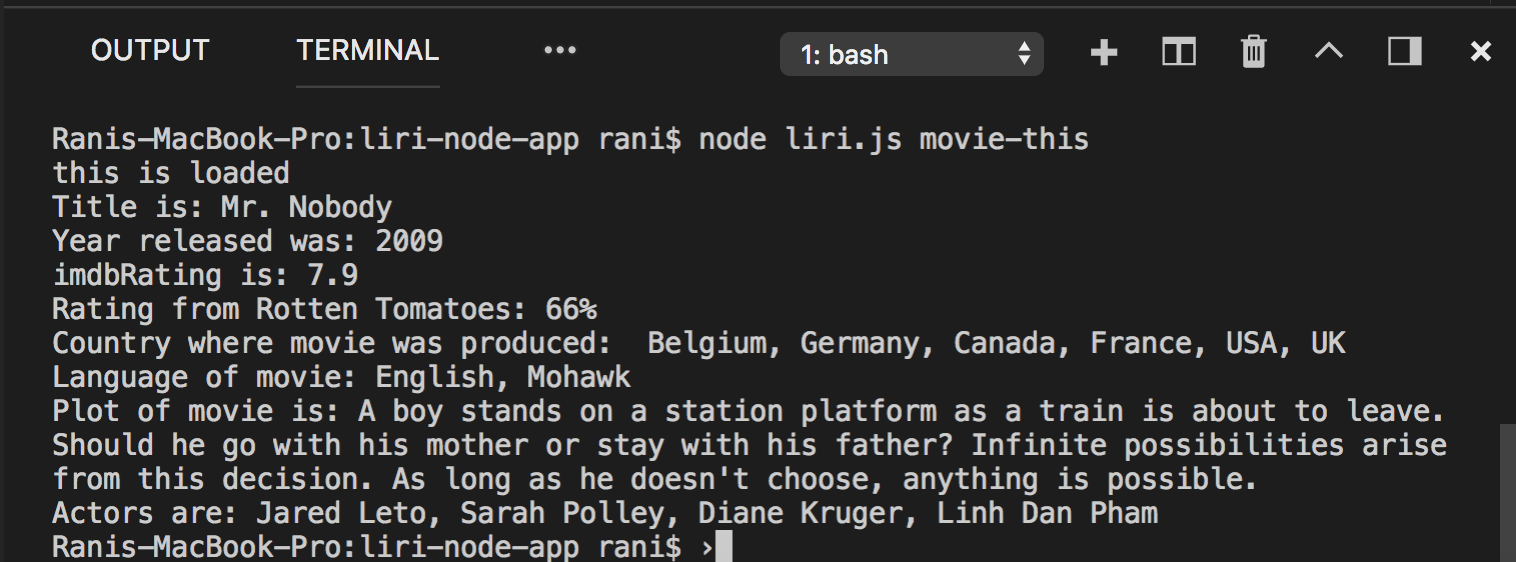 OUTPUT TERMINAL ••• 1: bash
Ranis-MacBook-Pro:liri-node-app rani$ node liri.js movie-this
this is loaded
Title is: Mr. Nobody
Year released was: 2009
imdbRating is: 7.9
Rating from Rotten Tomatoes: 66%
Country where movie was produced:  Belgium, Germany, Canada, France, USA, UK
Language of movie: English, Mohawk
Plot of movie is: A boy stands on a station platform as a train is about to leave.
Should he go with his mother or stay with his father? Infinite possibilities arise
from this decision. As long as he doesn't choose, anything is possible.
Actors are: Jared Leto, Sarah Polley, Diane Kruger, Linh Dan Pham
Ranis-MacBook-Pro:liri-node-app rani$ ›